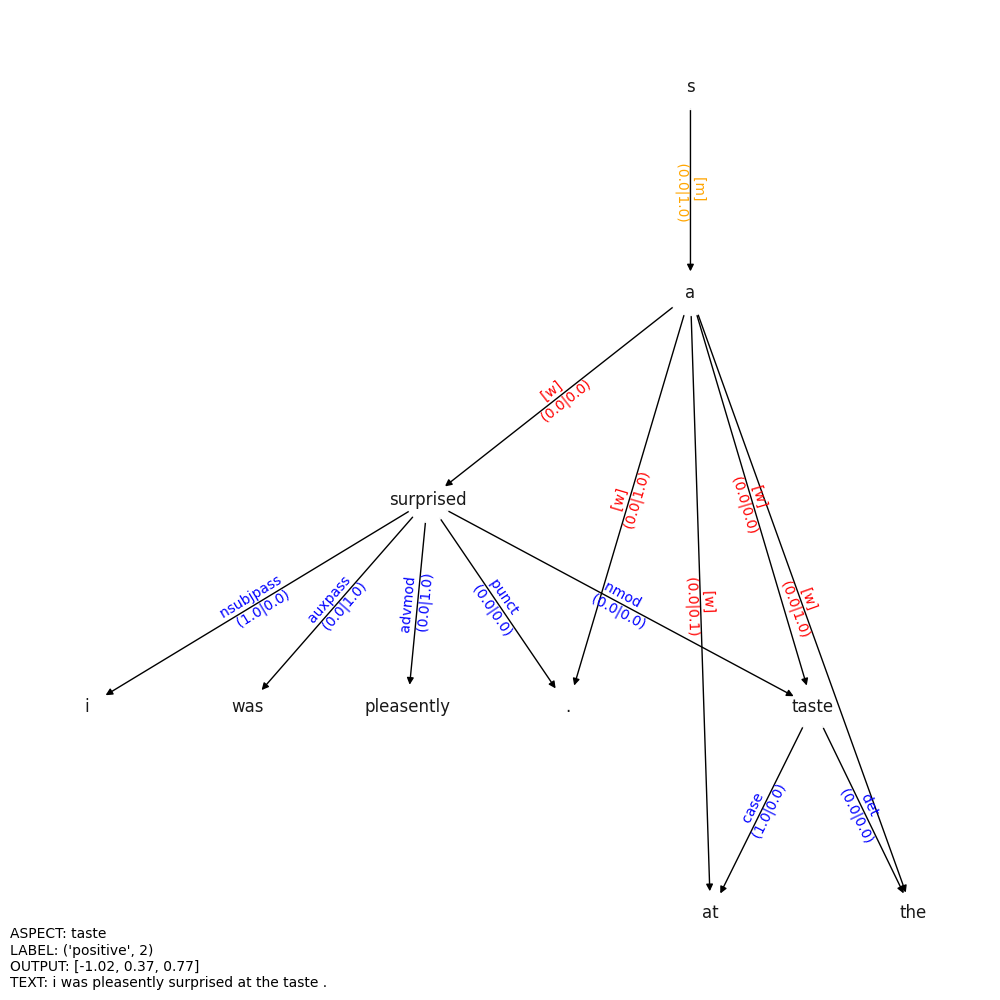 s
[m]
(0.0|1.0)
a
[w]
(0.0|0.0)
[w]
(0.0|1.0)
[w]
(0.0|0.0)
surprised
nsubjpass
(1.0|0.0)
auxpass
(0.0|1.0)
advmod
(0.0|1.0)
punct
(0.0|0.0)
nmod
(0.0|0.0)
[w]
(0.0|0.1)
[w]
(0.0|1.0)
i
was
pleasently
.
taste
case
(1.0|0.0)
det
(0.0|0.0)
at
the
ASPECT: taste
LABEL: ('positive', 2)
OUTPUT: [-1.02, 0.37, 0.77]
TEXT: i was pleasently surprised at the taste .